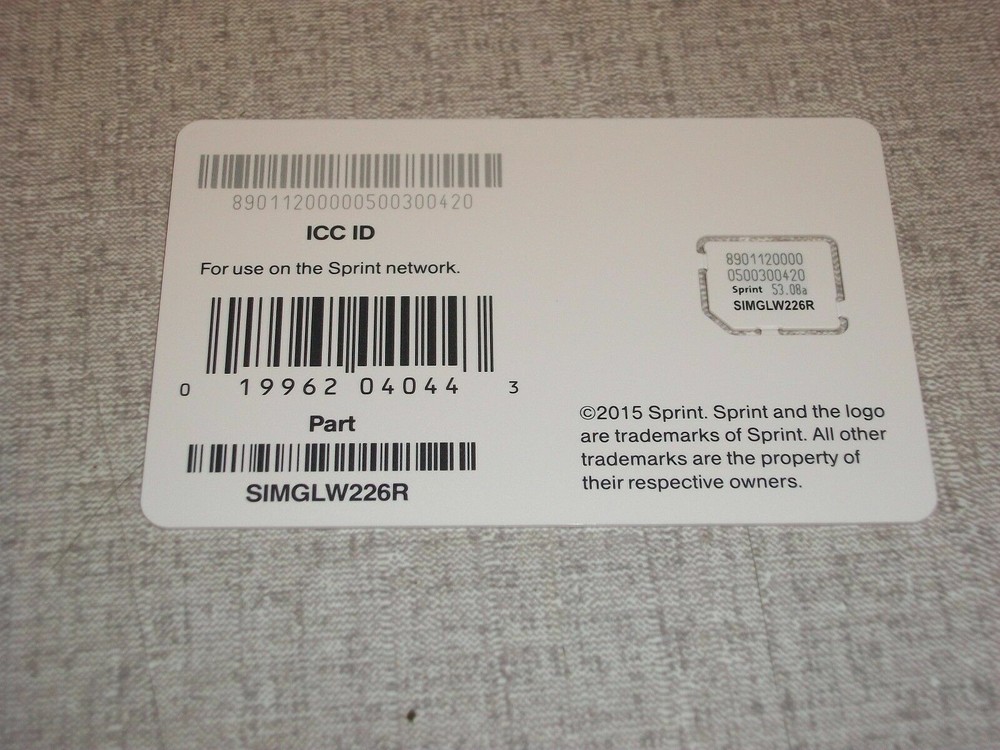 89011200000500300420
ICC ID
For use on the Sprint network.
0 19962 04044 3
Part
SIMGLW226R
8901120000
0500300420
Sprint 53.08a
SIMGLW226R
©2015 Sprint. Sprint and the logo
are trademarks of Sprint. All other
trademarks are the property of
their respective owners.